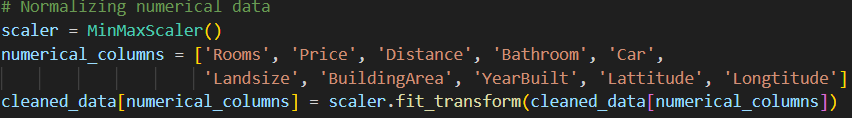 # Normalizing numerical data
scaler = MinMaxScaler()
numerical_columns = ['Rooms', 'Price', 'Distance', 'Bathroom', 'Car',
                     'Landsize', 'BuildingArea', 'YearBuilt', 'Lattitude', 'Longtitude']
cleaned_data[numerical_columns] = scaler.fit_transform(cleaned_data[numerical_columns])